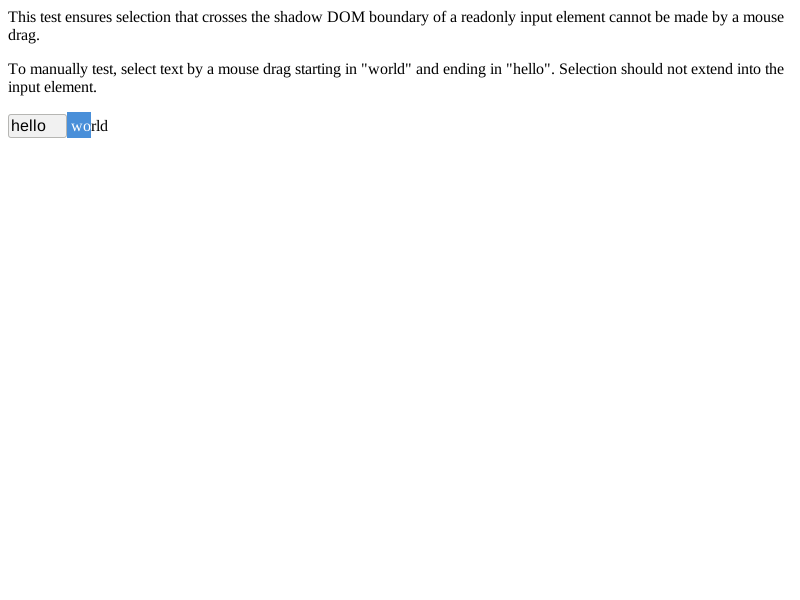 This test ensures selection that crosses the shadow DOM boundary of a readonly input element cannot be made by a mouse
drag.
To manually test, select text by a mouse drag starting in "world" and ending in "hello". Selection should not extend into the
input element.
hello world